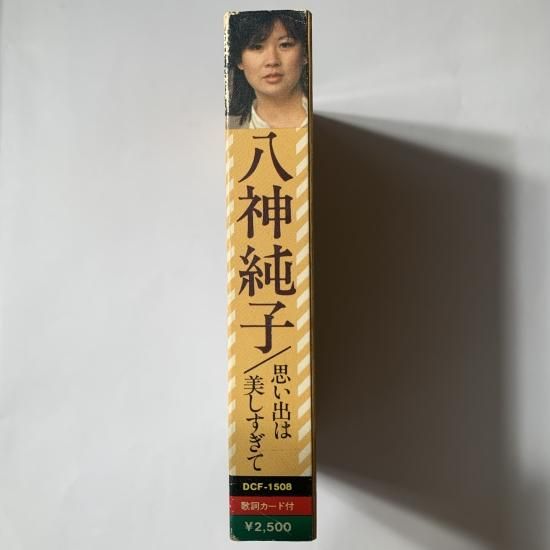 八神純子/
思い出は
美しすぎて
DCF-1508
歌詞カード付
¥2,500